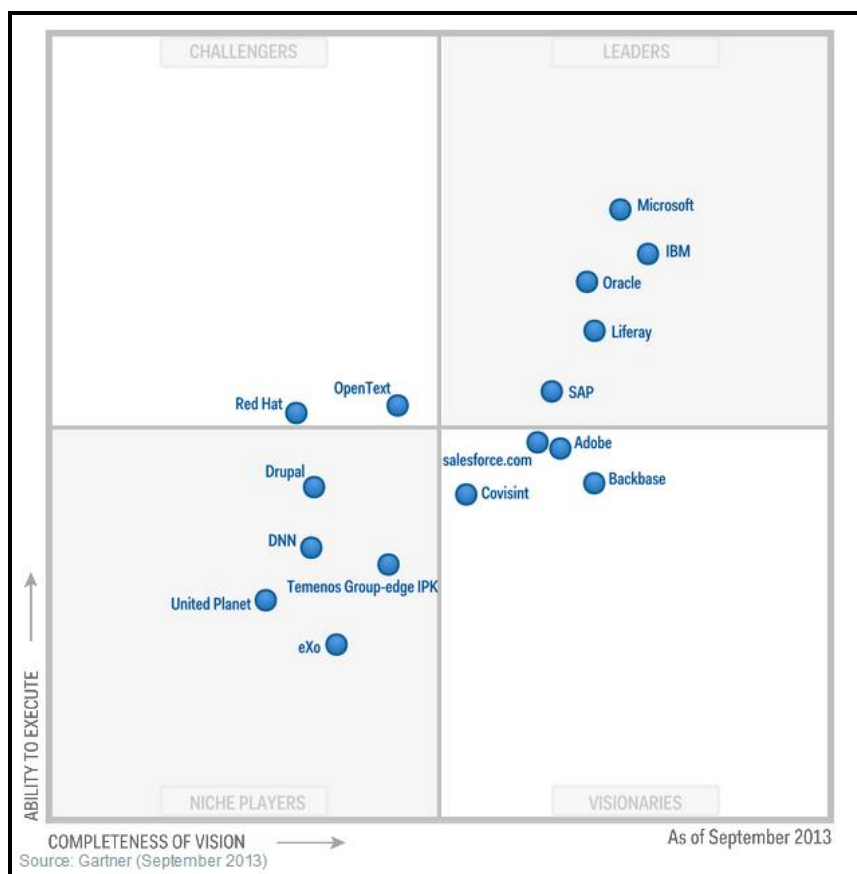 CHALLENGERS
LEADERS
Microsoft
IBM
Oracle
Liferay
SAP
OpenText
Red Hat
Adobe
salesforce.com
Backbase
Covisint
Drupal
DNN
Temenos Group-edge IPK
United Planet
eXo
ABILITY TO EXECUTE
NICHE PLAYERS
VISIONARIES
COMPLETENESS OF VISION
As of September 2013
Source: Gartner (September 2013)